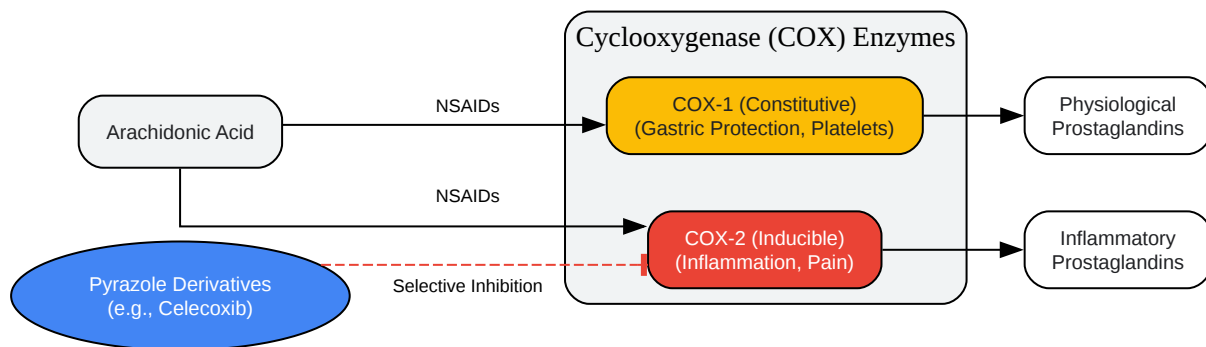 Cyclooxygenase (COX) Enzymes
NSAIDs
COX-1 (Constitutive)
(Gastric Protection, Platelets)
Physiological
Prostaglandins
Arachidonic Acid
NSAIDs
COX-2 (Inducible)
(Inflammation, Pain)
Inflammatory
Prostaglandins
Pyrazole Derivatives
(e.g., Celecoxib)
Selective Inhibition